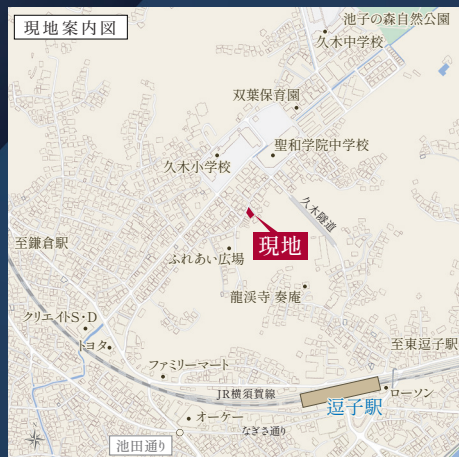 現地案内図
池子の森自然公園
久木中学校
双葉保育園
聖和学院中学校
久木小学校
久木隧道
至鎌倉駅
現地
ふれあい広場
龍渓寺 奏庵
クリエイトS・D
トヨタ
至東逗子駅
ファミリーマート
JR横須賀線
ローソン
逗子駅
オーケー
なぎさ通り
池田通り